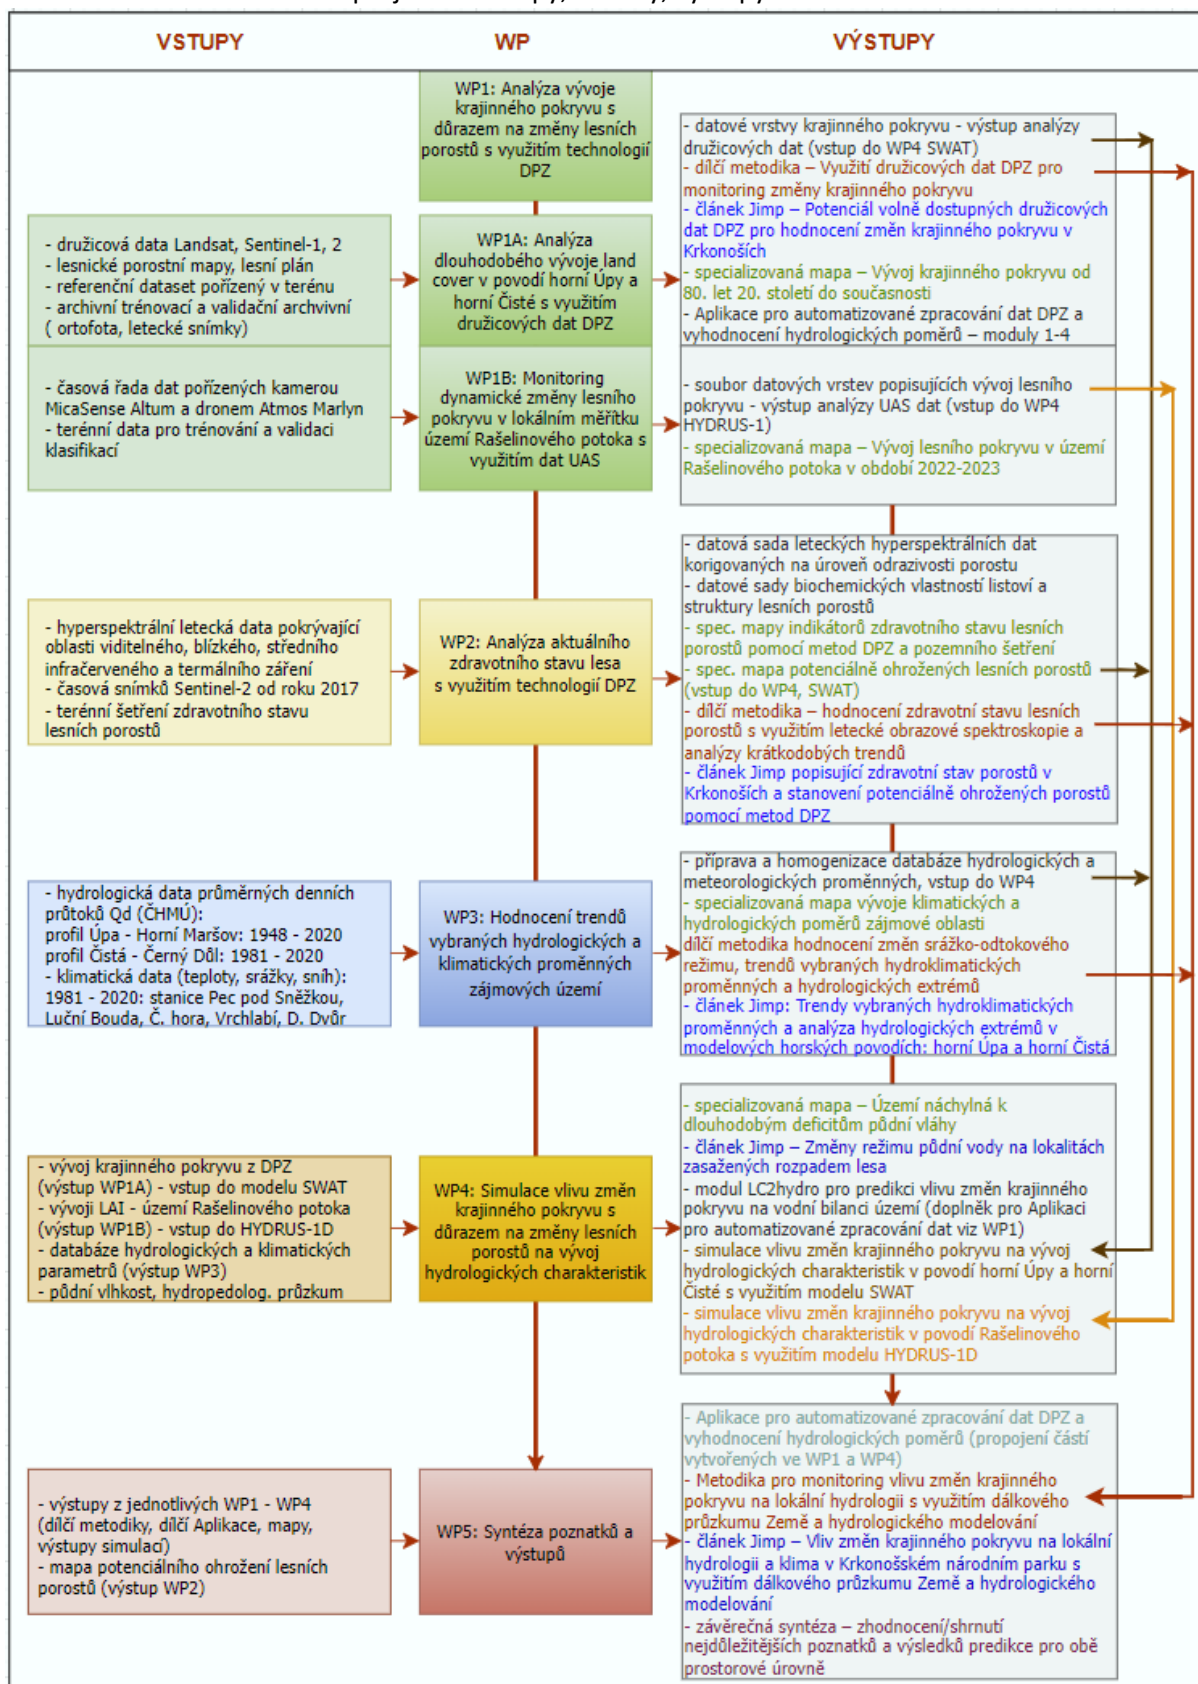 VSTUPY
WP
VÝSTUPY
WP1: Analýza vývoje
krajinného pokryvu s
důrazem na změny lesních
porostů s využitím technologií
DPZ
- družicová data Landsat, Sentinel-1, 2
- lesnické porostní mapy, lesní plán
- referenční dataset pořízený v terénu
- archivní trénovací a validační archvivní
( ortofota, letecké snímky)
WP1A: Analýza
dlouhodobého vývoje land
cover v povodí horní Úpy a
horní Čisté s využitím
družicových dat DPZ
- datové vrstvy krajinného pokryvu - výstup analýzy
družicových dat (vstup do WP4 SWAT)
- dílčí metodika – Využití družicových dat DPZ pro
monitoring změny krajinného pokryvu
- článek Jimp – Potenciál volně dostupných družicových
dat DPZ pro hodnocení změn krajinného pokryvu v
Krkonoších
- specializovaná mapa – Vývoj krajinného pokryvu od
80. let 20. století do současnosti
- Aplikace pro automatizované zpracování dat DPZ a
vyhodnocení hydrologických poměrů – moduly 1-4
- časová řada dat pořízených kamerou
MicaSense Altum a dronem Atmos Marlyn
- terénní data pro trénování a validaci
klasifikací
WP1B: Monitoring
dynamické změny lesního
pokryvu v lokálním měřítku
území Rašelinového potoka s
využitím dat UAS
- soubor datových vrstev popisujících vývoj lesního
pokryvu - výstup analýzy UAS dat (vstup do WP4
HYDRUS-1)
- specializovaná mapa – Vývoj lesního pokryvu v území
Rašelinového potoka v období 2022-2023
- hyperspektrální letecká data pokrývající
oblasti viditelného, blízkého, středního
infračerveného a termálního záření
- časová snímků Sentinel-2 od roku 2017
- terénní šetření zdravotního stavu
lesních porostů
WP2: Analýza aktuálního
zdravotního stavu lesa
s využitím technologií DPZ
- datová sada leteckých hyperspektrálních dat
korigovaných na úroveň odrazivosti porostu
- datové sady biochemických vlastností listoví a
struktury lesních porostů
- spec. mapy indikátorů zdravotního stavu lesních
porostů pomocí metod DPZ a pozemního šetření
- spec. mapa potenciálně ohrožených lesních porostů
(vstup do WP4, SWAT)
- dílčí metodika – hodnocení zdravotní stavu lesních
porostů s využitím letecké obrazové spektroskopie a
analýzy krátkodobých trendů
- článek Jimp popisující zdravotní stav porostů v
Krkonoších a stanovení potenciálně ohrožených porostů
pomocí metod DPZ
- hydrologická data průměrných denních
průtoků Qd (ČHMÚ):
profil Úpa - Horní Maršov: 1948 - 2020
profil Čistá - Černý Důl: 1981 - 2020
- klimatická data (teploty, srážky, sníh):
1981 - 2020: stanice Pec pod Sněžkou,
Luční Bouda, Č. hora, Vrchlabí, D. Dvůr
WP3: Hodnocení trendů
vybraných hydrologických a
klimatických proměnných
zájmových území
- příprava a homogenizace databáze hydrologických a
meteorologických proměnných, vstup do WP4
- specializovaná mapa vývoje klimatických a
hydrologických poměrů zájmové oblasti
dílčí metodika hodnocení změn srážko-odtokového
režimu, trendů vybraných hydroklimatických
proměnných a hydrologických extrémů
- článek Jimp: Trendy vybraných hydroklimatických
proměnných a analýza hydrologických extrémů v
modelových horských povodích: horní Úpa a horní Čistá
- vývoj krajinného pokryvu z DPZ
(výstup WP1A) - vstup do modelu SWAT
- vývoji LAI - území Rašelinového potoka
(výstup WP1B) - vstup do HYDRUS-1D
- databáze hydrologických a klimatických
parametrů (výstup WP3)
- půdní vlhkost, hydropedolog. průzkum
WP4: Simulace vlivu změn
krajinného pokryvu s
důrazem na změny lesních
porostů na vývoj
hydrologických charakteristik
- specializovaná mapa – Území náchylná k
dlouhodobým deficitům půdní vláhy
- článek Jimp – Změny režimu půdní vody na lokalitách
zasažených rozpadem lesa
- modul LC2hydro pro predikci vlivu změn krajinného
pokryvu na vodní bilanci území (doplněk pro Aplikaci
pro automatizované zpracování dat viz WP1)
- simulace vlivu změn krajinného pokryvu na vývoj
hydrologických charakteristik v povodí horní Úpy a horní
Čisté s využitím modelu SWAT
- simulace vlivu změn krajinného pokryvu na vývoj
hydrologických charakteristik v povodí Rašelinového
potoka s využitím modelu HYDRUS-1D
- výstupy z jednotlivých WP1 - WP4
(dílčí metodiky, dílčí Aplikace, mapy,
výstupy simulací)
- mapa potenciálního ohrožení lesních
porostů (výstup WP2)
WP5: Syntéza poznatků a
výstupů
- Aplikace pro automatizované zpracování dat DPZ a
vyhodnocení hydrologických poměrů (propojení částí
vytvořených ve WP1 a WP4)
- Metodika pro monitoring vlivu změn krajinného
pokryvu na lokální hydrologii s využitím dálkového
průzkumu Země a hydrologického modelování
- článek Jimp – Vliv změn krajinného pokryvu na lokální
hydrologii a klima v Krkonošském národním parku s
využitím dálkového průzkumu Země a hydrologického
modelování
- závěrečná syntéza – zhodnocení/shrnutí
nejdůležitějších poznatků a výsledků predikce pro obě
prostorové úrovně